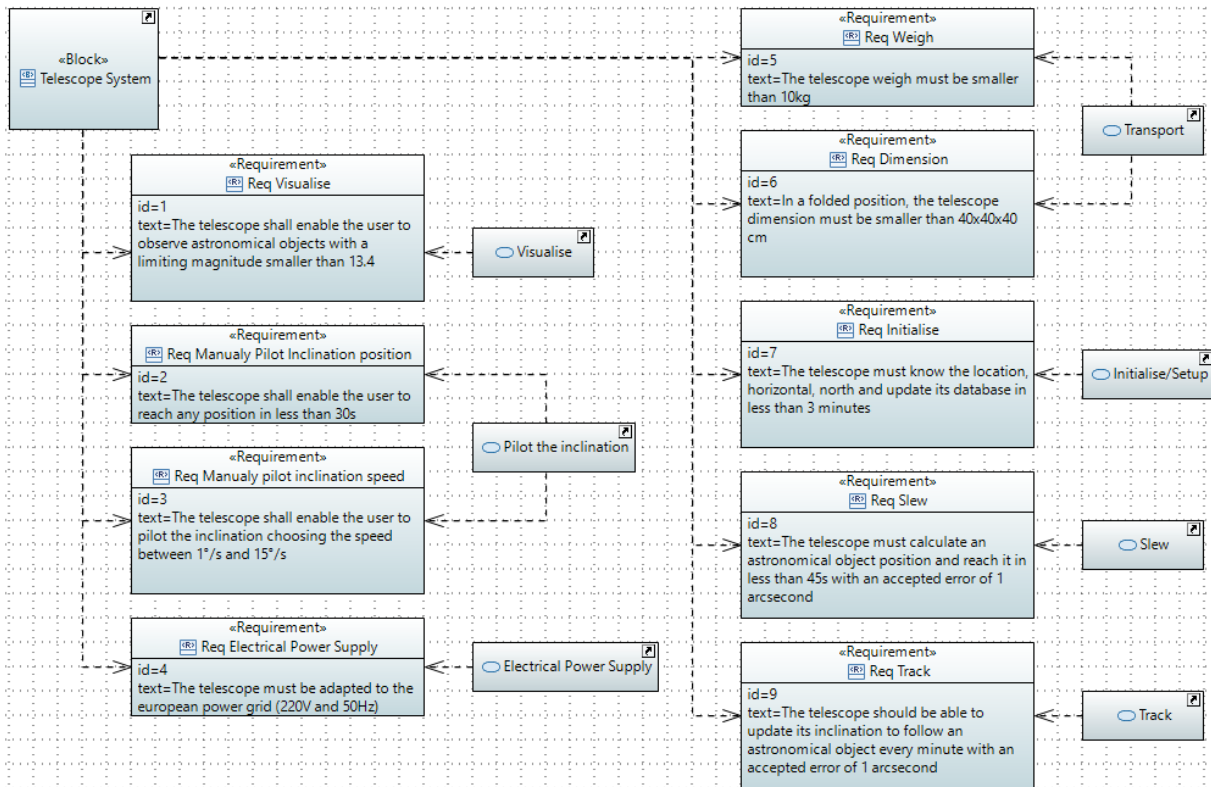 «Block»
Telescope System
«Requirement»
Req Visualise
id=1
text=The telescope shall enable the user to
observe astronomical objects with a
limiting magnitude smaller than 13.4
Visualise
«Requirement»
Req Manualy Pilot Inclination position
id=2
text=The telescope shall enable the user to
reach any position in less than 30s
Pilot the inclination
«Requirement»
Req Manualy pilot inclination speed
id=3
text=The telescope shall enable the user to
pilot the inclination choosing the speed
between 1°/s and 15°/s
«Requirement»
Req Electrical Power Supply
id=4
text=The telescope must be adapted to the
european power grid (220V and 50Hz)
Electrical Power Supply
«Requirement»
Req Weigh
id=5
text=The telescope weigh must be smaller
than 10kg
Transport
«Requirement»
Req Dimension
id=6
text=In a folded position, the telescope
dimension must be smaller than 40x40x40
cm
«Requirement»
Req Initialise
id=7
text=The telescope must know the location,
horizontal, north and update its database in
less than 3 minutes
Initialise/Setup
«Requirement»
Req Slew
id=8
text=The telescope must calculate an
astronomical object position and reach it in
less than 45s with an accepted error of 1
arcsecond
Slew
«Requirement»
Req Track
id=9
text=The telescope should be able to
update its inclination to follow an
astronomical object every minute with an
accepted error of 1 arcsecond
Track